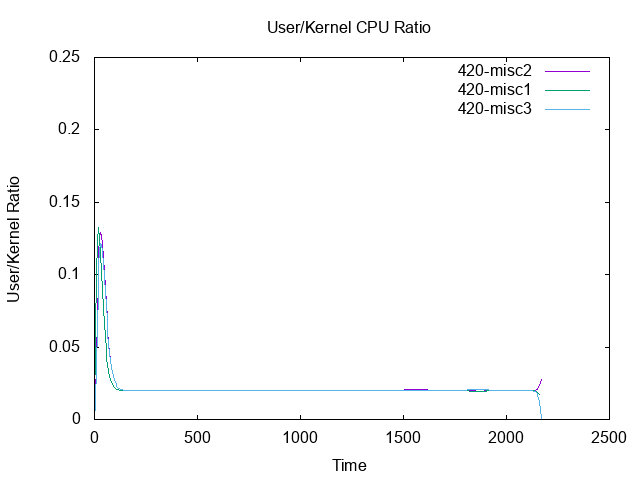 User/Kernel CPU Ratio
0.25
0.2
0.15
0.1
0.05
0
User/Kernel Ratio
420-misc2
420-misc1
420-misc3
0 500 1000 1500 2000 2500
Time